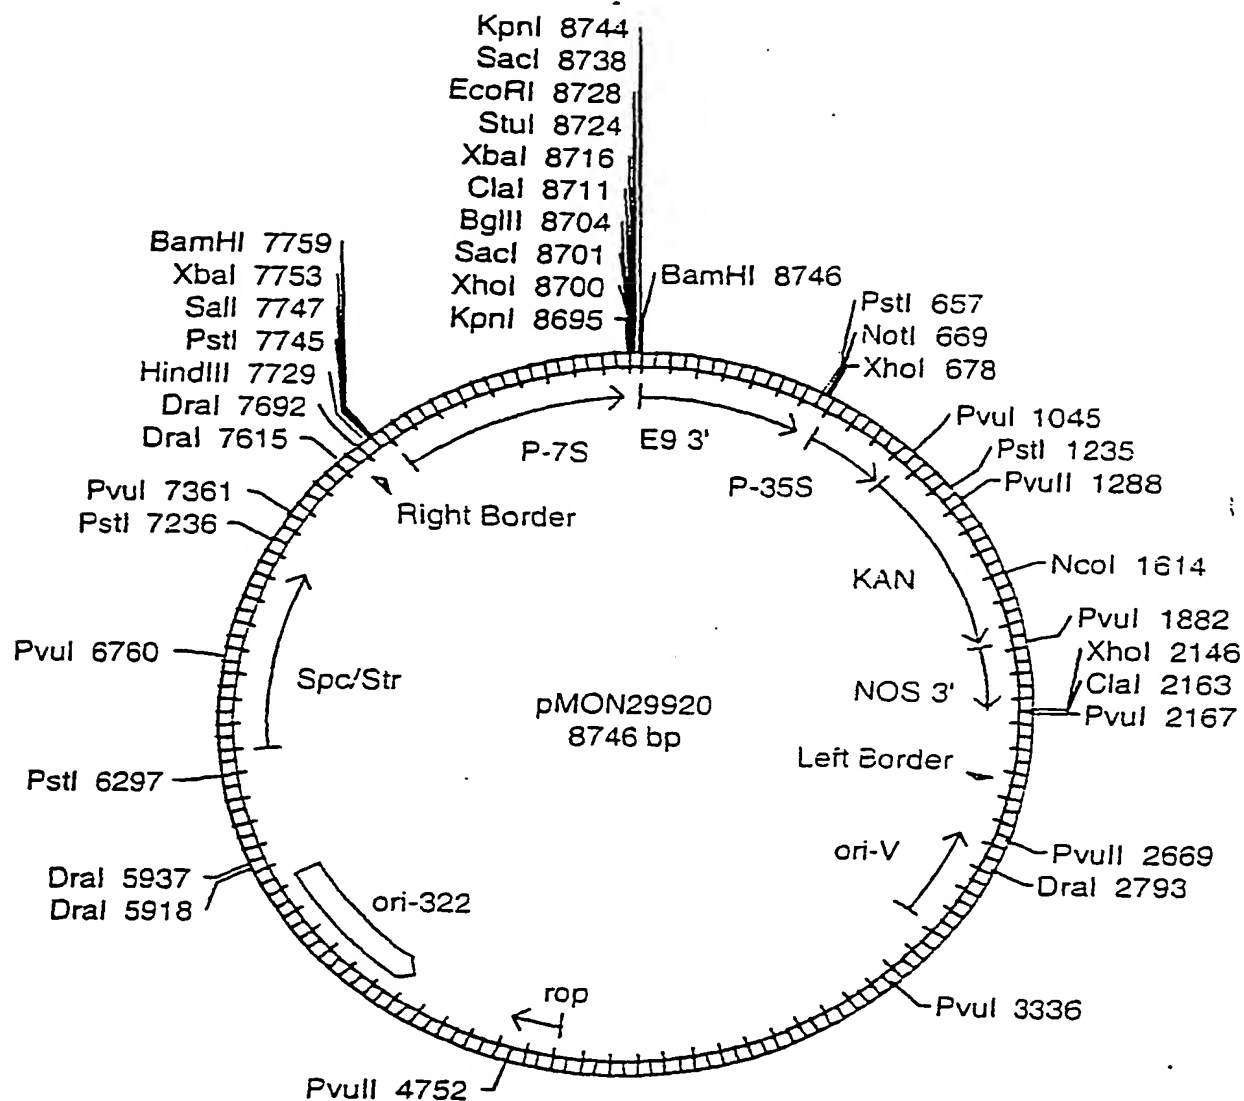 KpnI 8744
SacI 8738
EcoRI 8728
StuI 8724
XbaI 8716
ClaI 8711
BglII 8704
SacI 8701
XhoI 8700
KpnI 8695
BamHI 8746
BamHI 7759
XbaI 7753
SalI 7747
PstI 7745
HindIII 7729
DraI 7692
DraI 7615
PvuI 7361
PstI 7236
PvuI 6760
PstI 6297
DraI 5937
DraI 5918
PstI 657
NotI 669
XhoI 678
PvuI 1045
PstI 1235
PvuII 1288
NcoI 1614
PvuI 1882
XhoI 2146
ClaI 2163
PvuI 2167
PvuII 2669
DraI 2793
PvuI 3336
PvuII 4752
P-7S
E9 3'
P-35S
KAN
NOS 3'
Right Border
Spc/Str
pMON29920
8746 bp
Left Border
ori-V
ori-322
rop